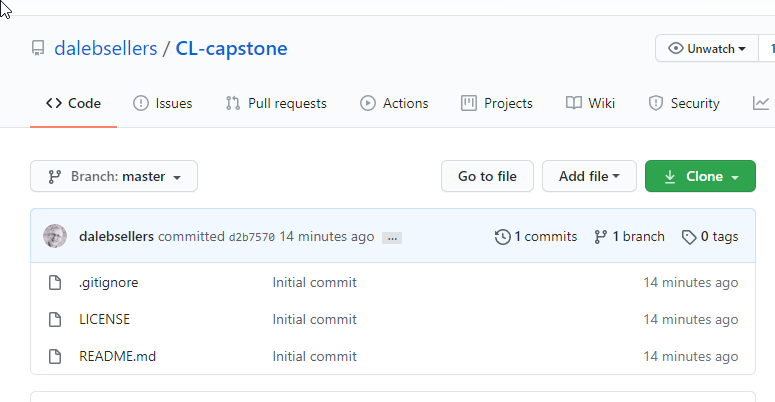 dalebsellers / CL-capstone
Unwatch 1
Code Issues Pull requests Actions Projects Wiki Security
Branch: master Go to file Add file Clone
dalebsellers committed d2b7570 14 minutes ago ... 1 commits 1 branch 0 tags
.gitignore Initial commit 14 minutes ago
LICENSE Initial commit 14 minutes ago
README.md Initial commit 14 minutes ago